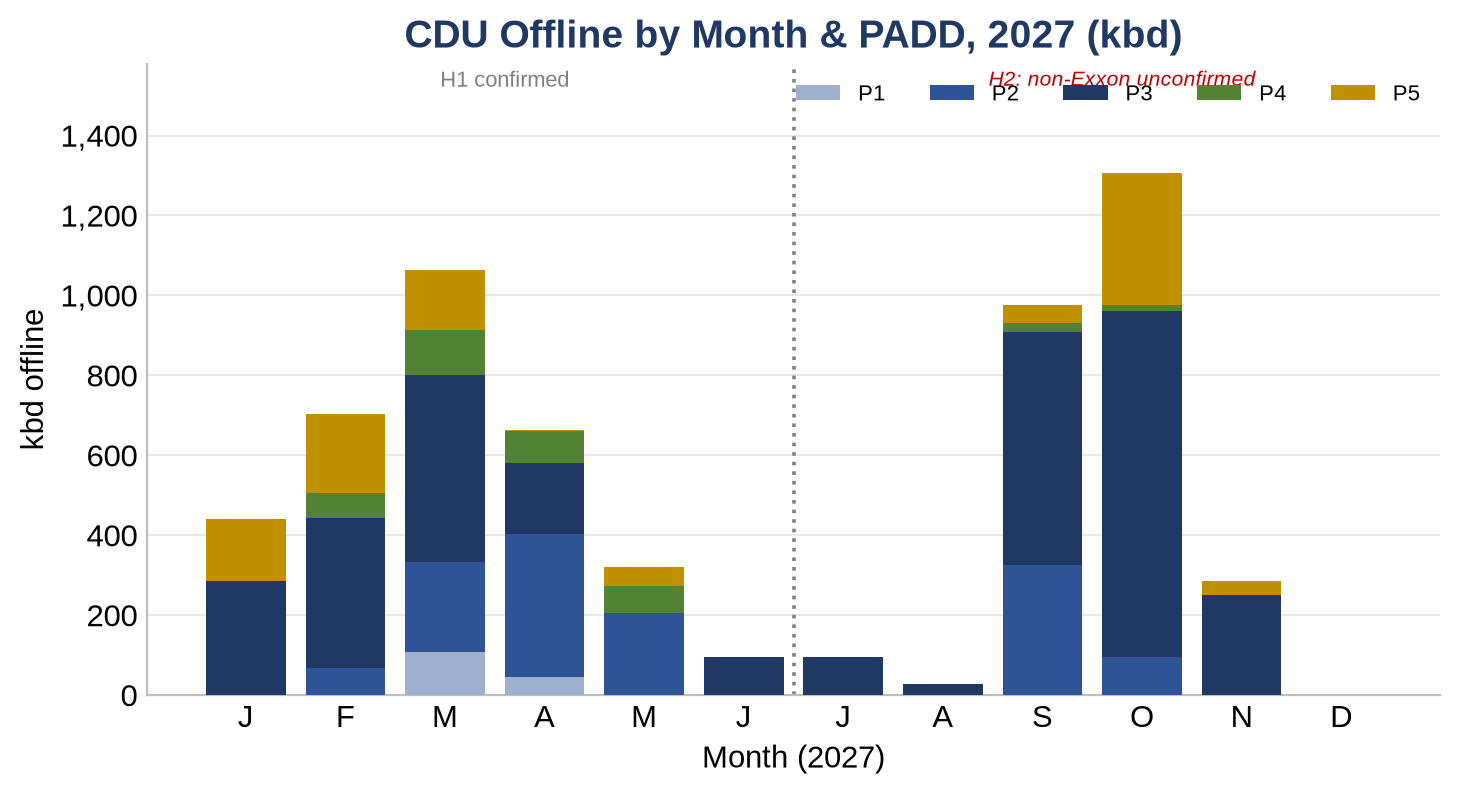 CDU Offline by Month & PADD, 2027 (kbd)
H1 confirmed
H2: non-Exxon unconfirmed
P1 P2 P3 P4 P5
kbd offline
1,400
1,200
1,000
800
600
400
200
0
J F M A M J J A S O N D
Month (2027)